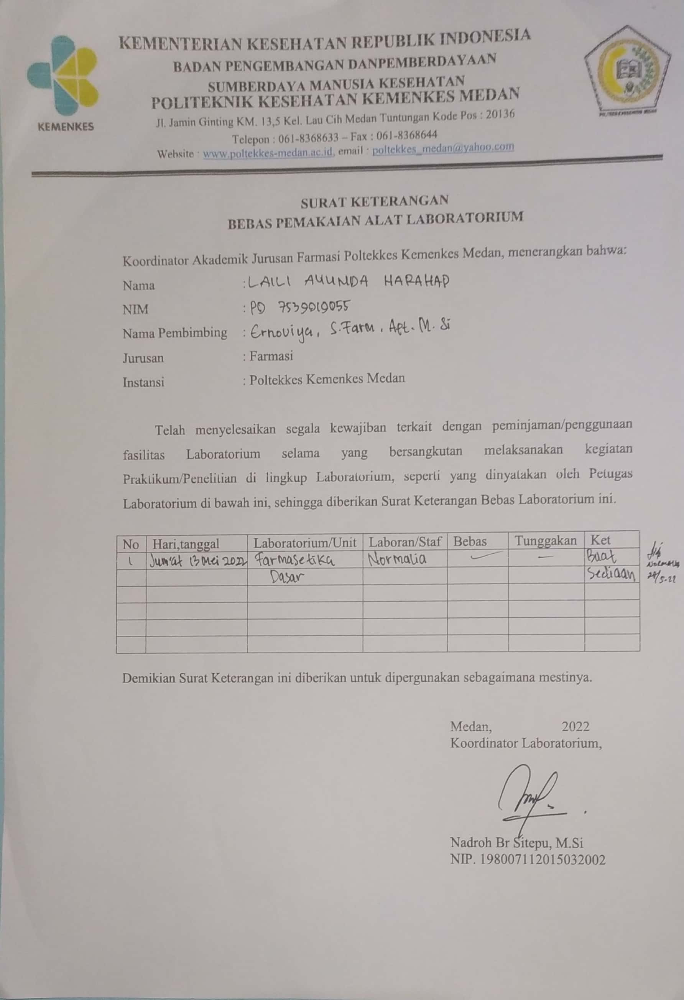 KEMENTERIAN KESEHATAN REPUBLIK INDONESIA
BADAN PENGEMBANGAN DANPEMBERDAYAAN
SUMBERDAYA MANUSIA KESEHATAN
POLITEKNIK KESEHATAN KEMENKES MEDAN
Jl. Jamin Ginting KM. 13,5 Kel. Lau Cih Medan Tuntungan Kode Pos : 20136
Telepon : 061-8368633 – Fax : 061-8368644
Website : www.poltekkes-medan.ac.id, email : poltekkes_medan@yahoo.com
KEMENKES
SURAT KETERANGAN
BEBAS PEMAKAIAN ALAT LABORATORIUM
Koordinator Akademik Jurusan Farmasi Poltekkes Kemenkes Medan, menerangkan bahwa:
Nama : LAILI AYUNDA HARAHAP
NIM : PO 7539019055
Nama Pembimbing : Ernoviya, S.Farm, Apt. M. Si
Jurusan : Farmasi
Instansi : Poltekkes Kemenkes Medan
Telah menyelesaikan segala kewajiban terkait dengan peminjaman/penggunaan
fasilitas Laboratorium selama yang bersangkutan melaksanakan kegiatan
Praktikum/Penelitian di lingkup Laboratorium, seperti yang dinyatakan oleh Petugas
Laboratorium di bawah ini, sehingga diberikan Surat Keterangan Bebas Laboratorium ini.
No Hari,tanggal Laboratorium/Unit Laboran/Staf Bebas Tunggakan Ket
1 Jum'at 13 Mei 2022 Farmasetika Normalia ✓ — Buat
Dasar Sediaan
Normalia
/5-22
Demikian Surat Keterangan ini diberikan untuk dipergunakan sebagaimana mestinya.
Medan, 2022
Koordinator Laboratorium,
Nadroh Br Sitepu, M.Si
NIP. 198007112015032002